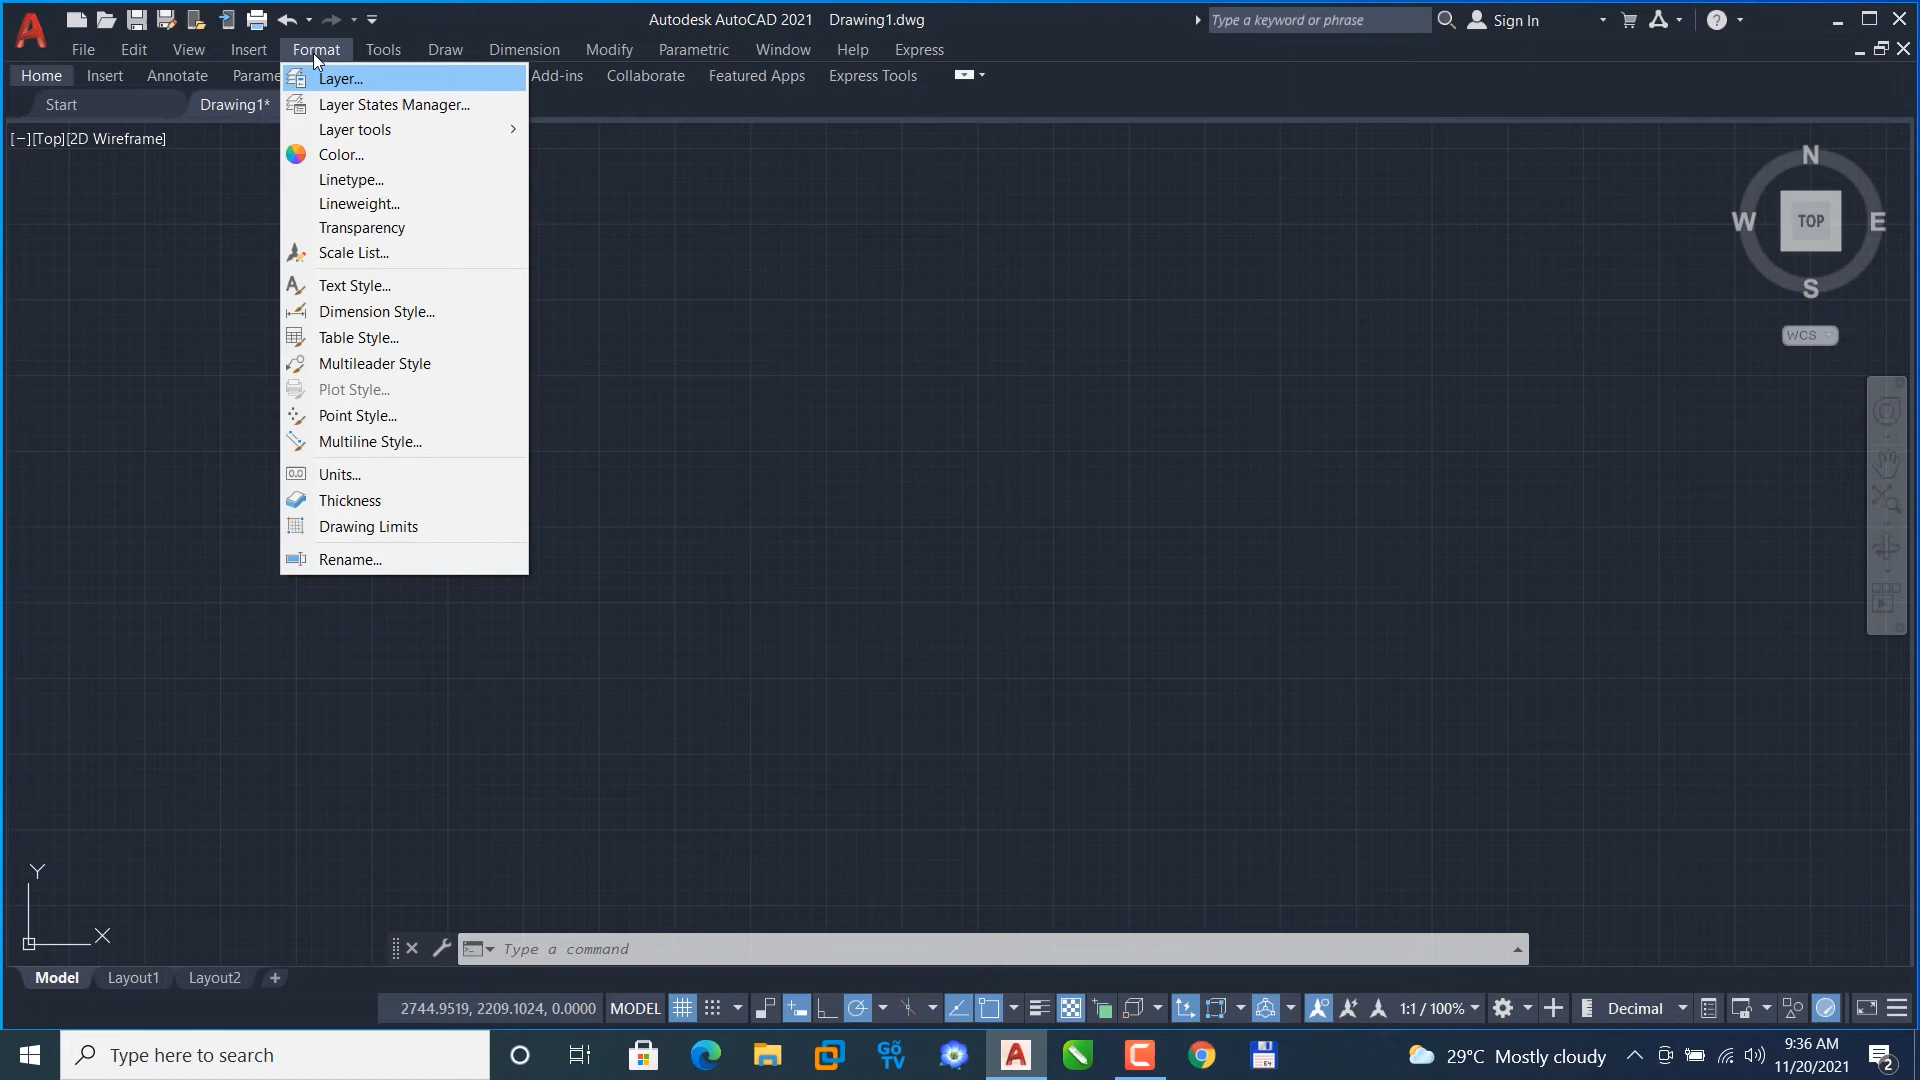 Autodesk AutoCAD 2021 Drawing1.dwg
Type a keyword or phrase
Sign In
File Edit View Insert Format Tools Draw Dimension Modify Parametric Window Help Express
Home Insert Annotate Parame Add-ins Collaborate Featured Apps Express Tools
Start Drawing1*
[−][Top][2D Wireframe]
Layer...
Layer States Manager...
Layer tools
Color...
Linetype...
Lineweight...
Transparency
Scale List...
Text Style...
Dimension Style...
Table Style...
Multileader Style
Plot Style...
Point Style...
Multiline Style...
Units...
Thickness
Drawing Limits
Rename...
N
W TOP E
S
WCS
Y
X
Type a command
Model Layout1 Layout2 +
2744.9519, 2209.1024, 0.0000 MODEL 1:1 / 100% Decimal
Type here to search
GõTV
29°C Mostly cloudy
9:36 AM
11/20/2021
2